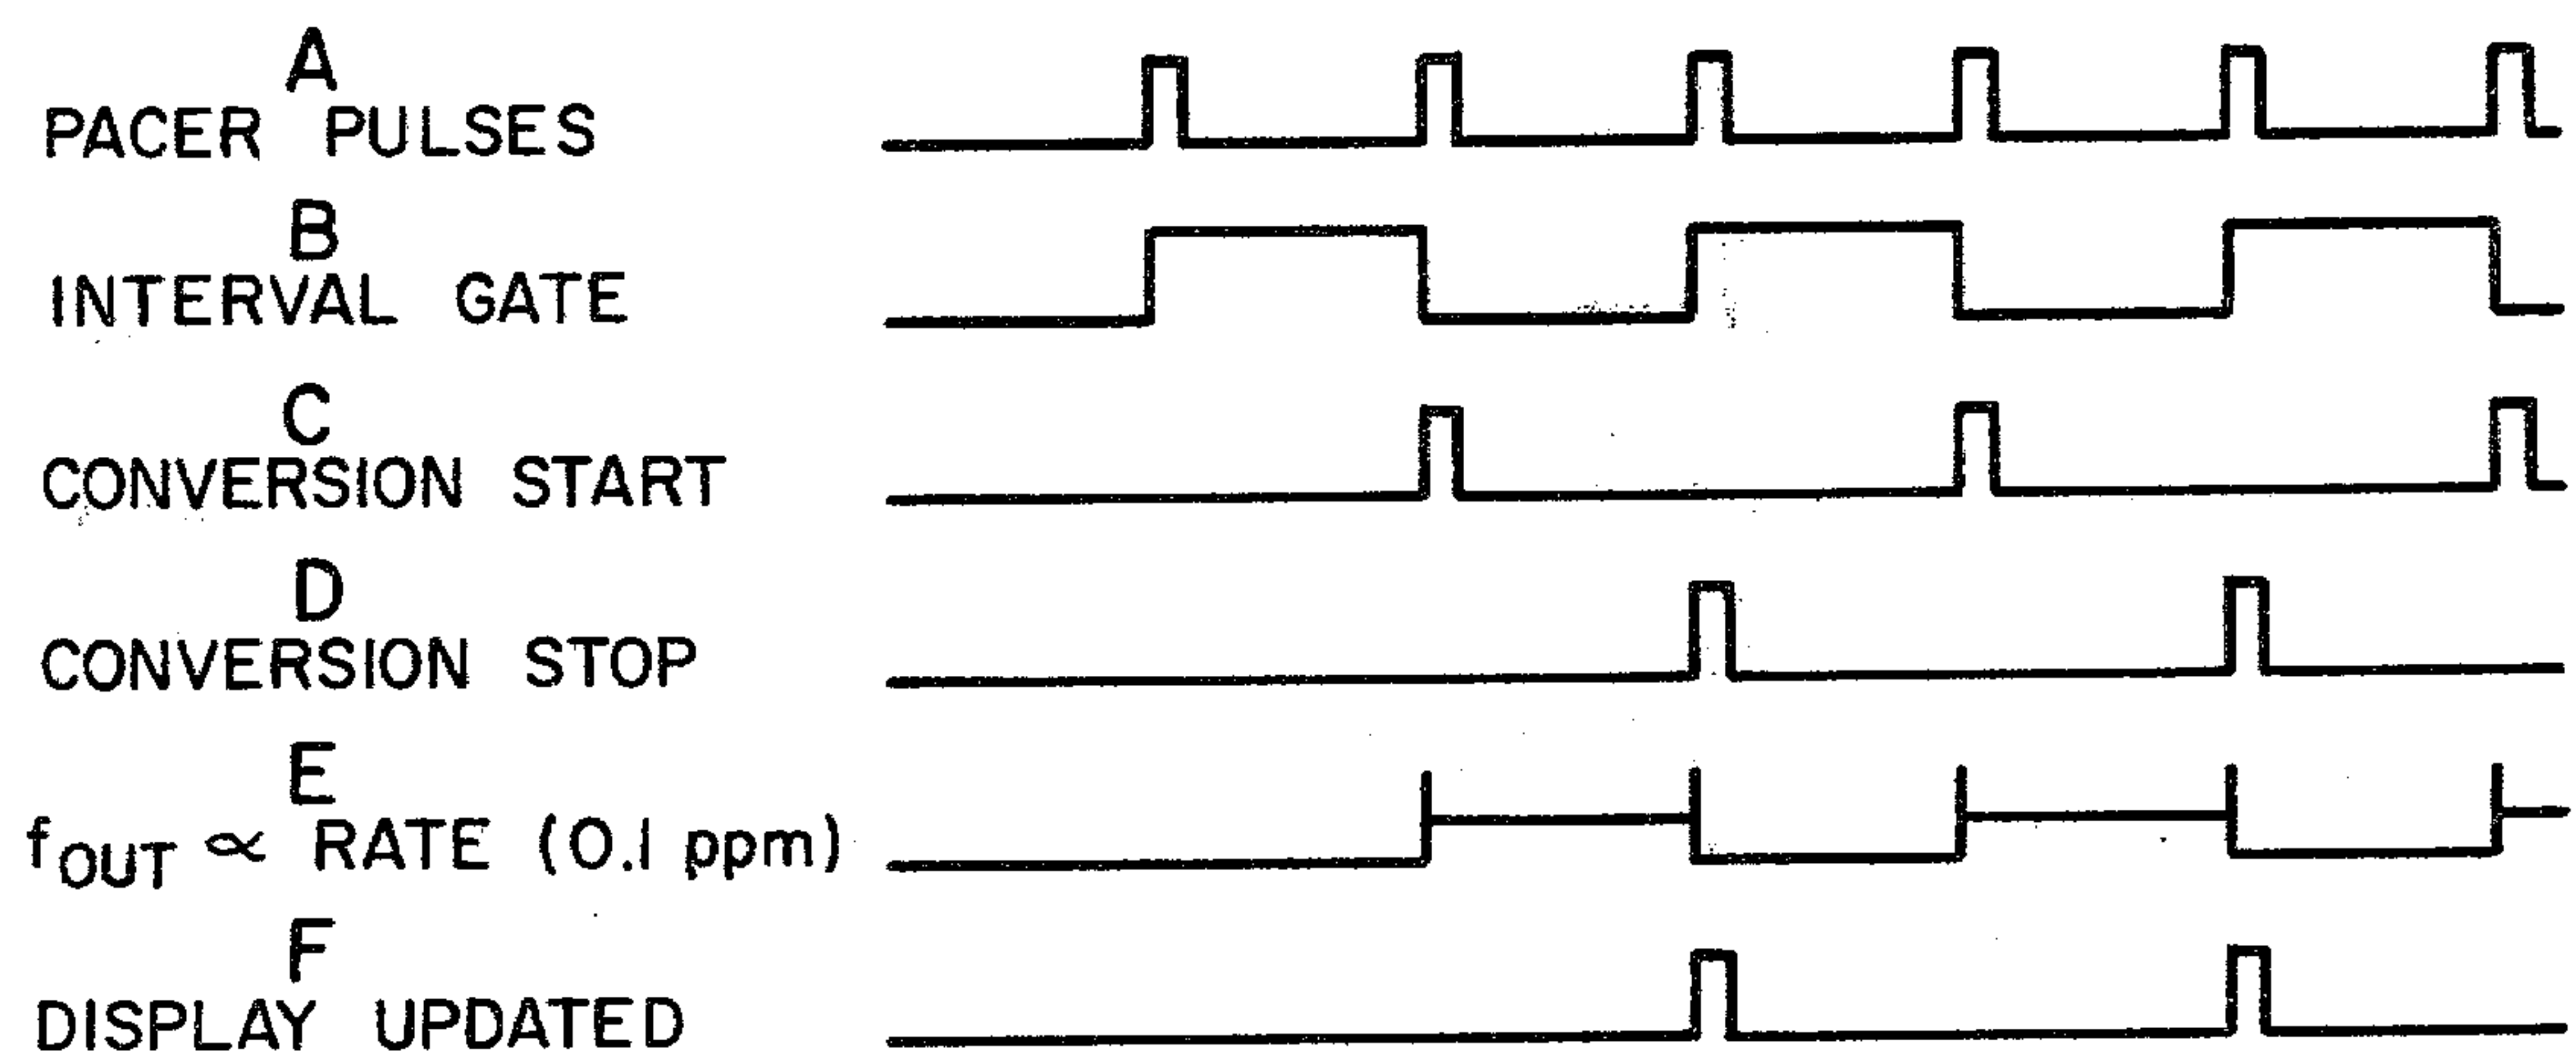 A
PACER PULSES
B
INTERVAL GATE
C
CONVERSION START
D
CONVERSION STOP
E
fOUT ∝ RATE (0.1 ppm)
F
DISPLAY UPDATED